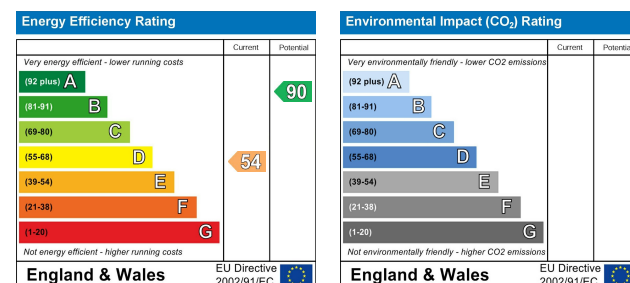 Energy Efficiency Rating
Current Potential
Very energy efficient - lower running costs
(92 plus) A
(81-91) B
(69-80) C
(55-68) D
(39-54) E
(21-38) F
(1-20) G
90
54
Not energy efficient - higher running costs
England & Wales
EU Directive
2002/91/EC
Environmental Impact (CO2) Rating
Current Potential
Very environmentally friendly - lower CO2 emissions
(92 plus) A
(81-91) B
(69-80) C
(55-68) D
(39-54) E
(21-38) F
(1-20) G
Not environmentally friendly - higher CO2 emissions
England & Wales
EU Directive
2002/91/EC